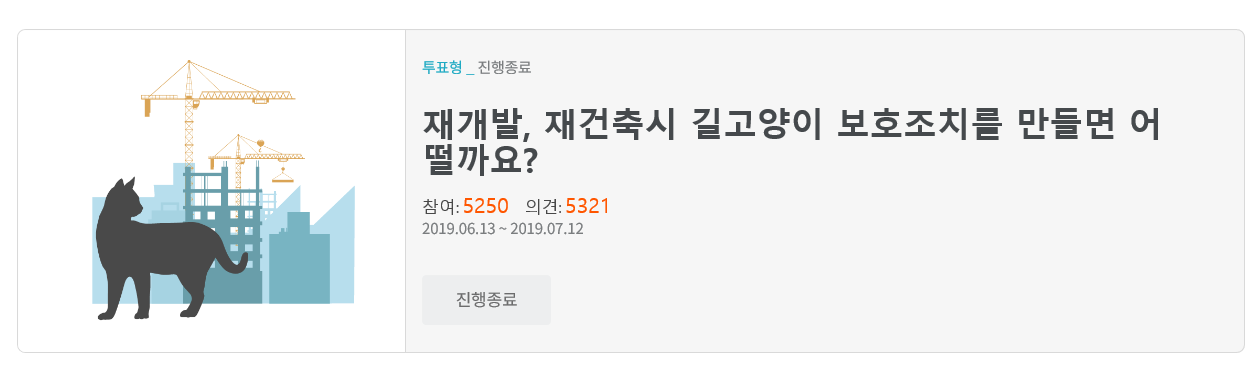 투표형 _ 진행종료
재개발, 재건축시 길고양이 보호조치를 만들면 어
떨까요?
참여: 5250 의견: 5321
2019.06.13 ~ 2019.07.12
진행종료